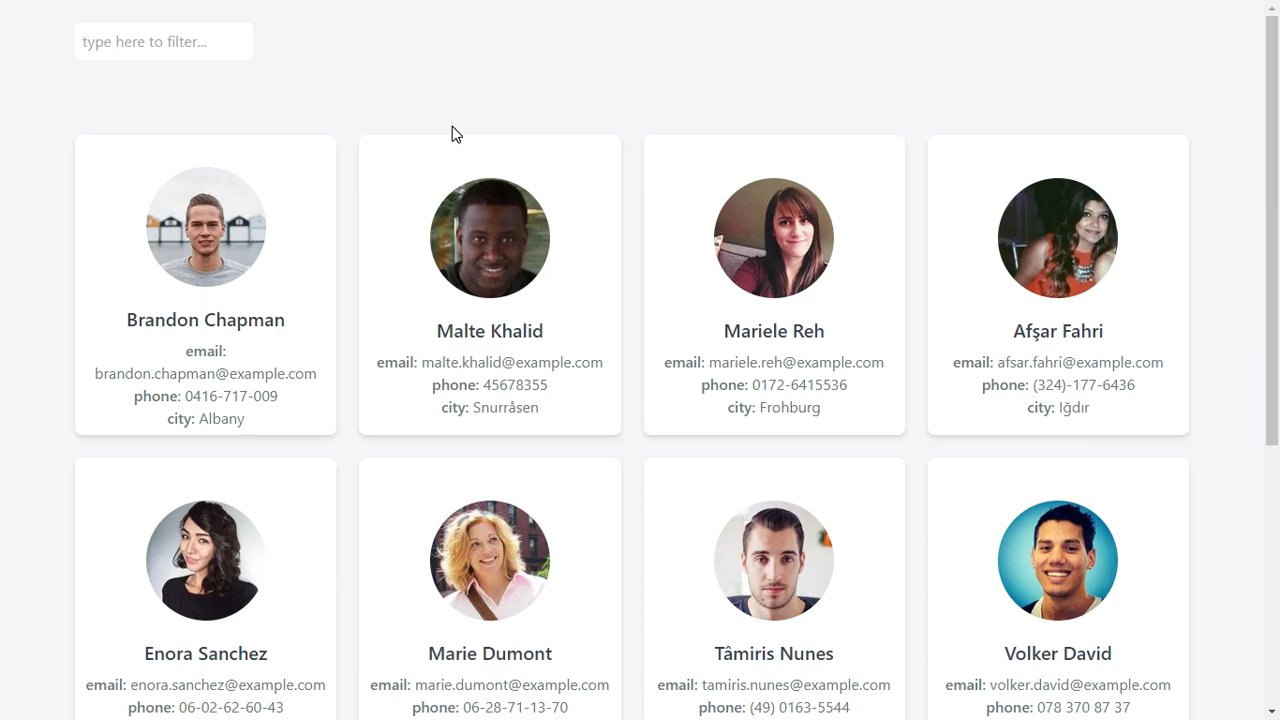 type here to filter...
Brandon Chapman
email:
brandon.chapman@example.com
phone: 0416-717-009
city: Albany
Malte Khalid
email: malte.khalid@example.com
phone: 45678355
city: Snurråsen
Mariele Reh
email: mariele.reh@example.com
phone: 0172-6415536
city: Frohburg
Afşar Fahri
email: afsar.fahri@example.com
phone: (324)-177-6436
city: Iğdır
Enora Sanchez
email: enora.sanchez@example.com
phone: 06-02-62-60-43
Marie Dumont
email: marie.dumont@example.com
phone: 06-28-71-13-70
Tâmiris Nunes
email: tamiris.nunes@example.com
phone: (49) 0163-5544
Volker David
email: volker.david@example.com
phone: 078 370 87 37